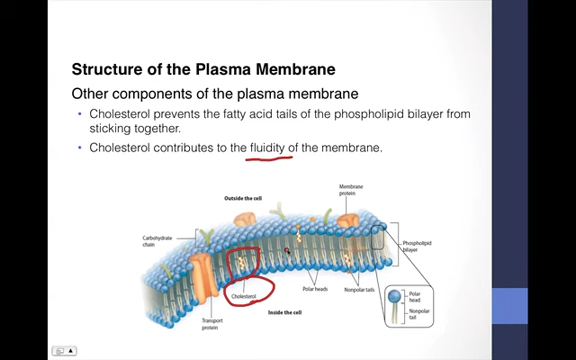 Structure of the Plasma Membrane
Other components of the plasma membrane
• Cholesterol prevents the fatty acid tails of the phospholipid bilayer from
sticking together.
• Cholesterol contributes to the fluidity of the membrane.
Membrane
protein
Outside the cell
Carbohydrate
chain
Phospholipid
bilayer
Polar heads
Nonpolar tails
Cholesterol
Polar
head
Nonpolar
tail
Inside the cell
Transport
protein